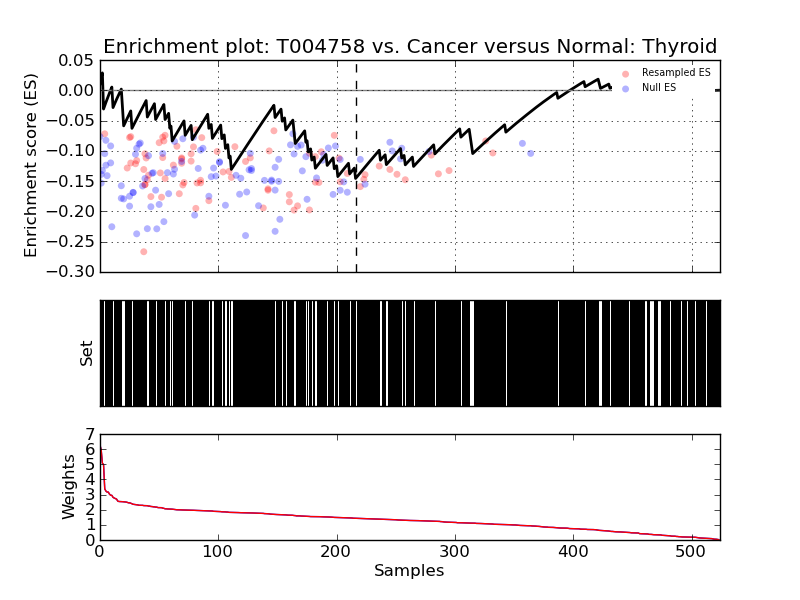 Enrichment plot: T004758 vs. Cancer versus Normal: Thyroid
Enrichment score (ES)
0.05
0.00
−0.05
−0.10
−0.15
−0.20
−0.25
−0.30
Resampled ES
Null ES
Set
Weights
7
6
5
4
3
2
1
0
0 100 200 300 400 500
Samples